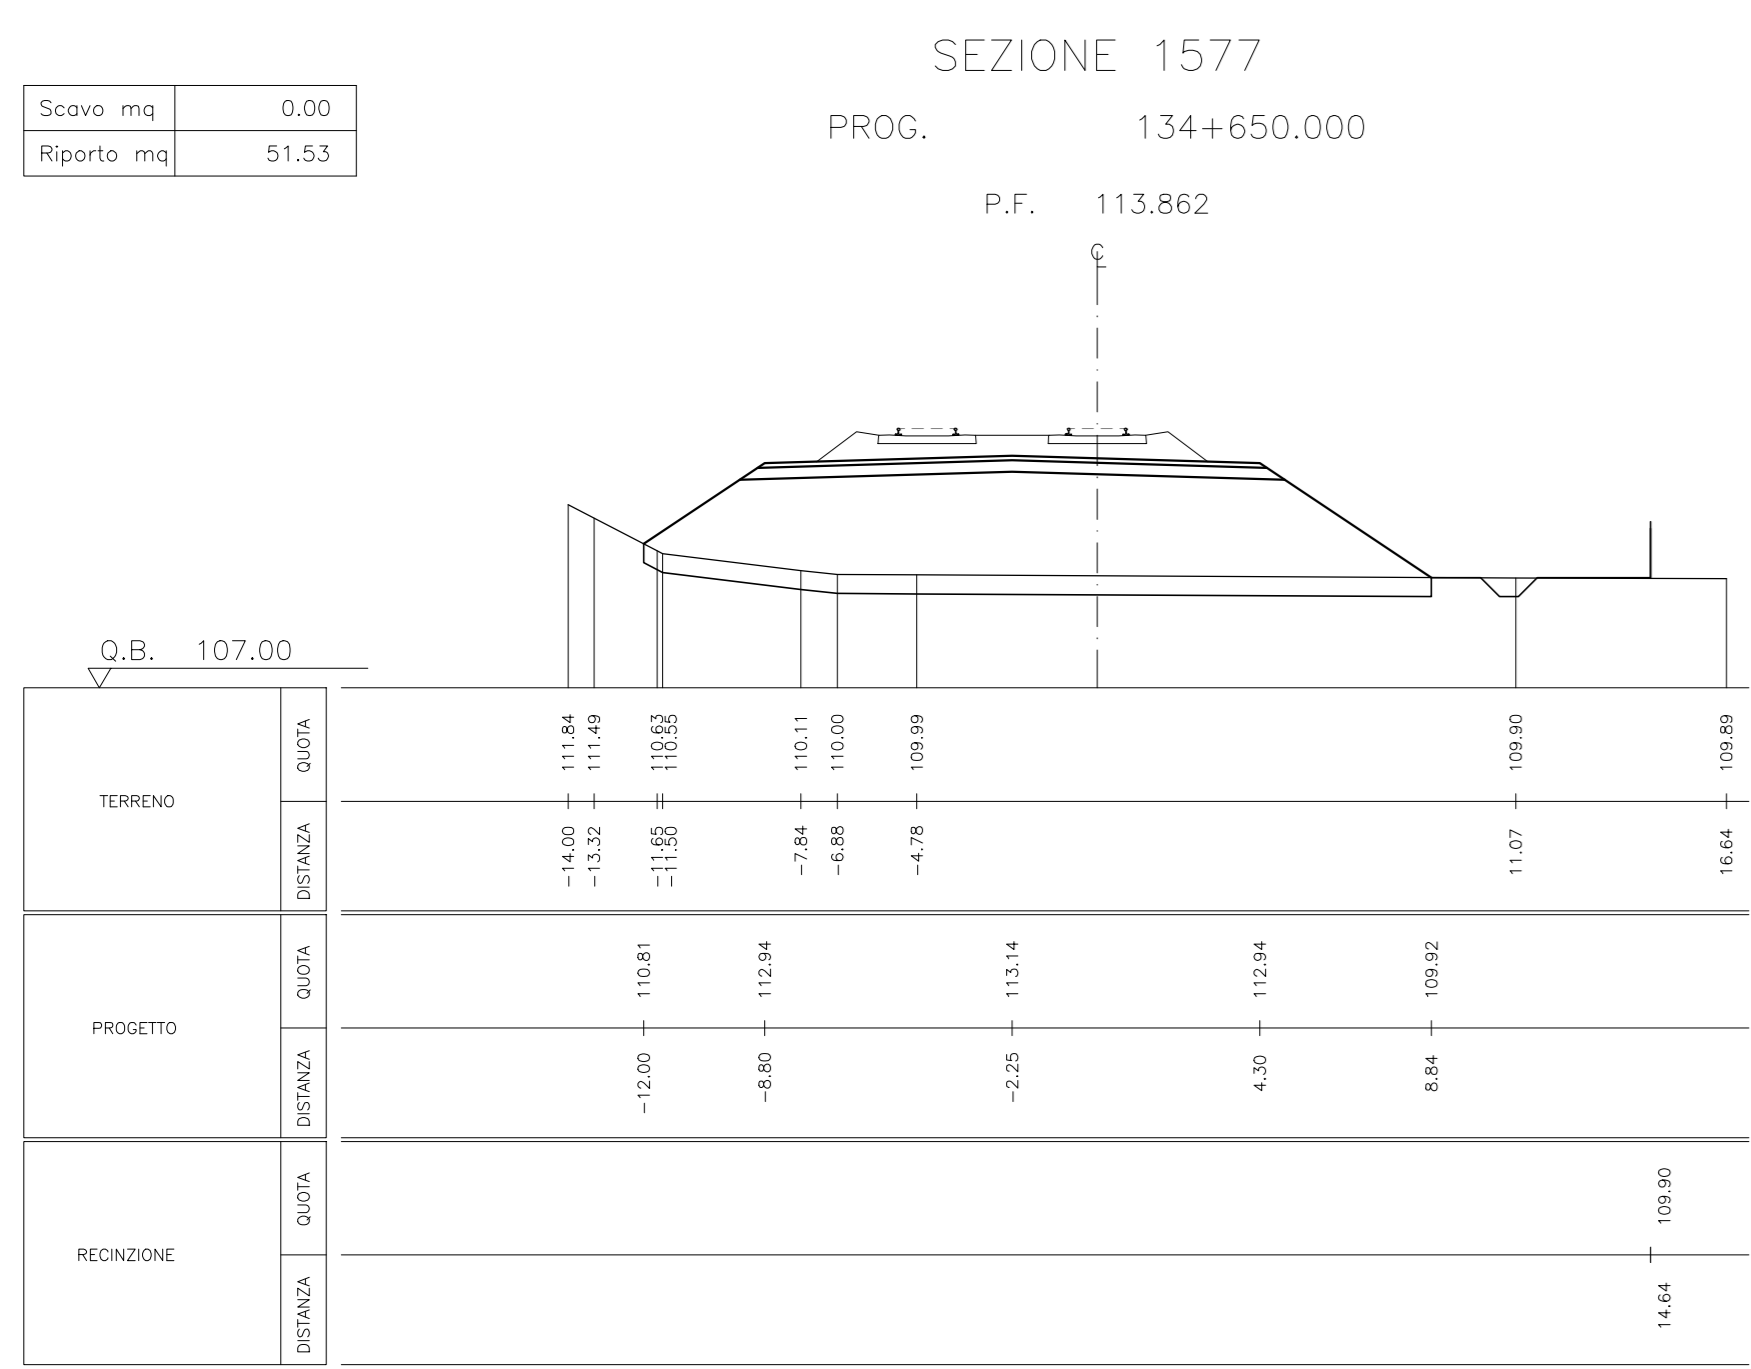 SEZIONE 1577
Scavo mq 0.00
Riporto mq 51.53
PROG. 134+650.000
P.F. 113.862
℄
Q.B. 107.00
TERRENO
QUOTA 111.84 111.49 110.63 110.55 110.11 110.00 109.99 109.90 109.89
DISTANZA -14.00 -13.32 -11.65 -11.50 -7.84 -6.88 -4.78 11.07 16.64
PROGETTO
QUOTA 110.81 112.94 113.14 112.94 109.92
DISTANZA -12.00 -8.80 -2.25 4.30 8.84
RECINZIONE
QUOTA 109.90
DISTANZA 14.64